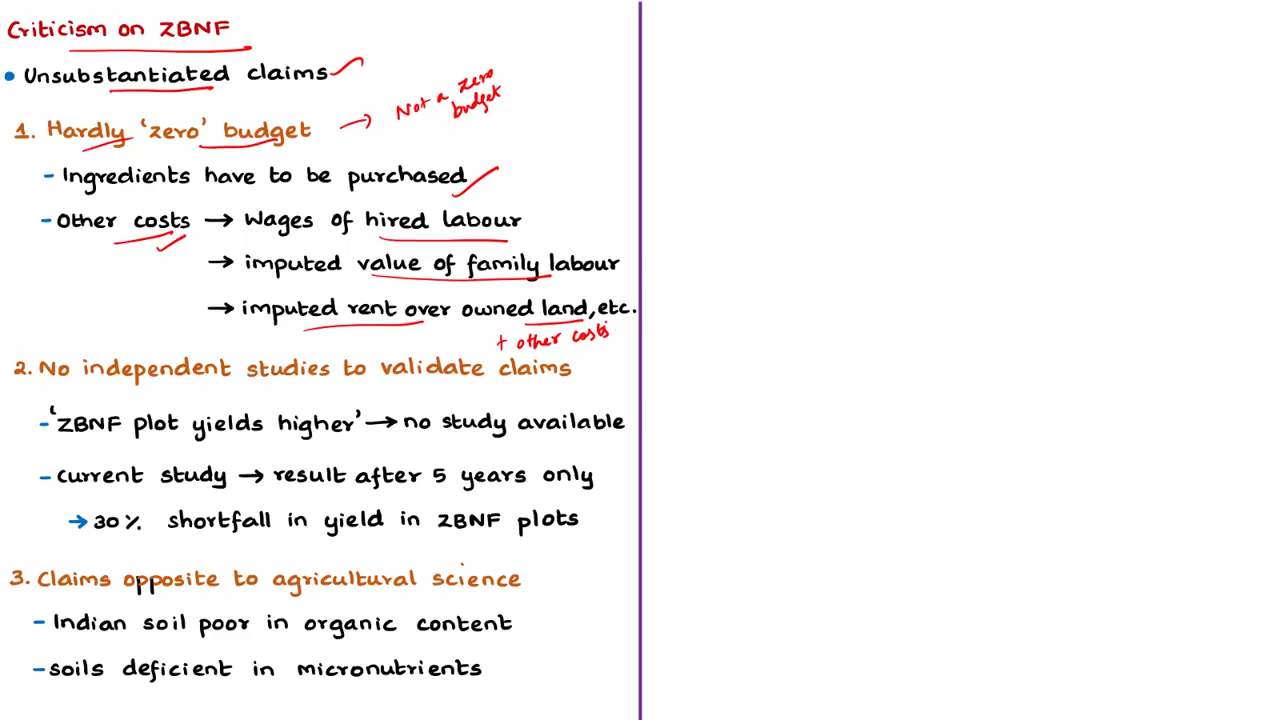 Criticism on ZBNF
• Unsubstantiated claims
1. Hardly 'zero' budget → Not a zero budget
- Ingredients have to be purchased
- Other costs → Wages of hired labour
→ imputed value of family labour
→ imputed rent over owned land, etc.
+ other costs
2. No independent studies to validate claims
- 'ZBNF plot yields higher' → no study available
- current study → result after 5 years only
→ 30% shortfall in yield in ZBNF plots
3. Claims opposite to agricultural science
- Indian soil poor in organic content
- soils deficient in micronutrients